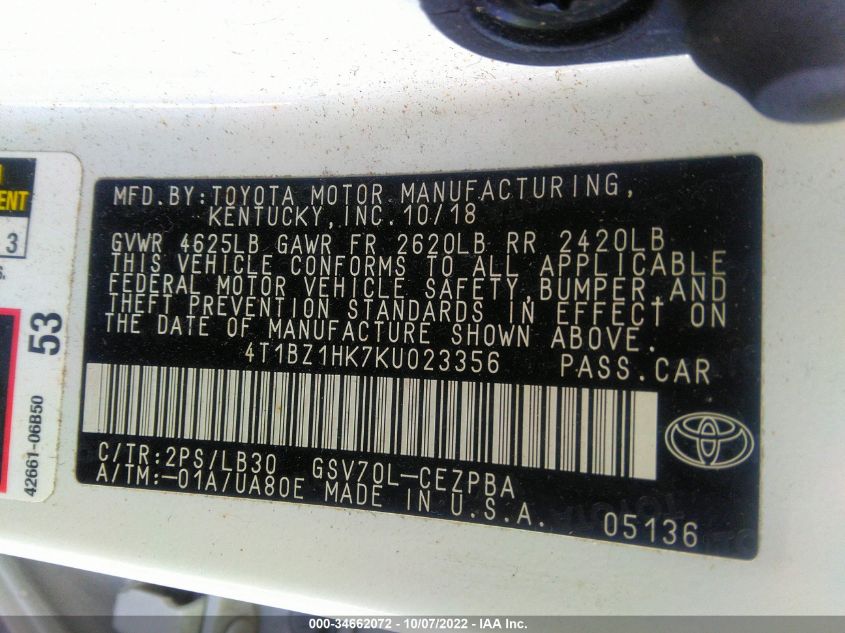 MFD.BY:TOYOTA MOTOR MANUFACTURING,
KENTUCKY,INC.10/18
GVWR 4625LB GAWR FR 2620LB RR 2420LB
THIS VEHICLE CONFORMS TO ALL APPLICABLE
FEDERAL MOTOR VEHICLE SAFETY,BUMPER,AND
THEFT PREVENTION STANDARDS IN EFFECT ON
THE DATE OF MANUFACTURE SHOWN ABOVE.
4T1BZ1HK7KU023356 PASS.CAR
C/TR:2PS/LB30 GSV70L-CEZPBA
A/TM:-01A/UA80E MADE IN U.S.A.
05136
3
53
42661-06B50
000-34662072 - 10/07/2022 - IAAI.COM